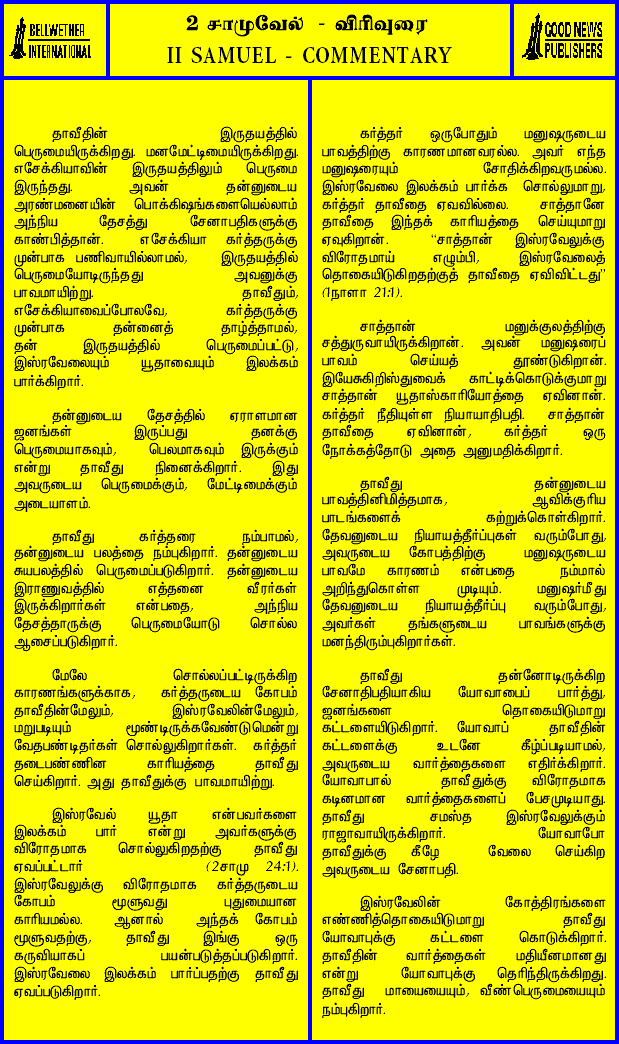 BELLWETHER
INTERNATIONAL
2 சாமுவேல் - விரிவுரை
II SAMUEL - COMMENTARY
GOOD NEWS
PUBLISHERS
தாவீதின் இருதயத்தில்
பெருமையிருக்கிறது. மனமேட்டிமையிருக்கிறது.
எசேக்கியாவின் இருதயத்திலும் பெருமை
இருந்தது. அவன் தன்னுடைய
அரண்மனையின் பொக்கிஷங்களையெல்லாம்
அந்நிய தேசத்து சேனாபதிகளுக்கு
காண்பித்தான். எசேக்கியா கர்த்தருக்கு
முன்பாக பணிவாயில்லாமல், இருதயத்தில்
பெருமையோடிருந்தது அவனுக்கு
பாவமாயிற்று. தாவீதும்,
எசேக்கியாவைப்போலவே, கர்த்தருக்கு
முன்பாக தன்னைத் தாழ்த்தாமல்,
தன் இருதயத்தில் பெருமைப்பட்டு,
இஸ்ரவேலையும் யூதாவையும் இலக்கம்
பார்க்கிறார்.
தன்னுடைய தேசத்தில் ஏராளமான
ஜனங்கள் இருப்பது தனக்கு
பெருமையாகவும், பெலமாகவும் இருக்கும்
என்று தாவீது நினைக்கிறார். இது
அவருடைய பெருமைக்கும், மேட்டிமைக்கும்
அடையாளம்.
தாவீது கர்த்தரை நம்பாமல்,
தன்னுடைய பலத்தை நம்புகிறார். தன்னுடைய
சுயபலத்தில் பெருமைப்படுகிறார். தன்னுடைய
இராணுவத்தில் எத்தனை வீரர்கள்
இருக்கிறார்கள் என்பதை, அந்நிய
தேசத்தாருக்கு பெருமையோடு சொல்ல
ஆசைப்படுகிறார்.
மேலே சொல்லப்பட்டிருக்கிற
காரணங்களுக்காக, கர்த்தருடைய கோபம்
தாவீதின்மேலும், இஸ்ரவேலின்மேலும்,
மறுபடியும் மூண்டிருக்கவேண்டுமென்று
வேதபண்டிதர்கள் சொல்லுகிறார்கள். கர்த்தர்
தடைபண்ணின காரியத்தை தாவீது
செய்கிறார். அது தாவீதுக்கு பாவமாயிற்று.
இஸ்ரவேல் யூதா என்பவர்களை
இலக்கம் பார் என்று அவர்களுக்கு
விரோதமாக சொல்லுகிறதற்கு தாவீது
ஏவப்பட்டார் (2சாமு 24:1).
இஸ்ரவேலுக்கு விரோதமாக கர்த்தருடைய
கோபம் மூளுவது புதுமையான
காரியமல்ல. ஆனால் அந்தக் கோபம்
மூளுவதற்கு, தாவீது இங்கு ஒரு
கருவியாகப் பயன்படுத்தப்படுகிறார்.
இஸ்ரவேலை இலக்கம் பார்ப்பதற்கு தாவீது
ஏவப்படுகிறார்.
கர்த்தர் ஒருபோதும் மனுஷருடைய
பாவத்திற்கு காரணமானவரல்ல. அவர் எந்த
மனுஷரையும் சோதிக்கிறவருமல்ல.
இஸ்ரவேலை இலக்கம் பார்க்க சொல்லுமாறு,
கர்த்தர் தாவீதை ஏவவில்லை. சாத்தானே
தாவீதை இந்தக் காரியத்தை செய்யுமாறு
ஏவுகிறான். "சாத்தான் இஸ்ரவேலுக்கு
விரோதமாய் எழும்பி, இஸ்ரவேலைத்
தொகையிடுகிறதற்குத் தாவீதை ஏவிவிட்டது"
(1நாளா 21:1).
சாத்தான் மனுக்குலத்திற்கு
சத்துருவாயிருக்கிறான். அவன் மனுஷரைப்
பாவம் செய்யத் தூண்டுகிறான்.
இயேசுகிறிஸ்துவைக் காட்டிக்கொடுக்குமாறு
சாத்தான் யூதாஸ்காரியோத்தை ஏவினான்.
கர்த்தர் நீதியுள்ள நியாயாதிபதி. சாத்தான்
தாவீதை ஏவினான், கர்த்தர் ஒரு
நோக்கத்தோடு அதை அனுமதிக்கிறார்.
தாவீது தன்னுடைய
பாவத்தினிமித்தமாக, ஆவிக்குரிய
பாடங்களைக் கற்றுக்கொள்கிறார்.
தேவனுடைய நியாயத்தீர்ப்புகள் வரும்போது,
அவருடைய கோபத்திற்கு மனுஷருடைய
பாவமே காரணம் என்பதை நம்மால்
அறிந்துகொள்ள முடியும். மனுஷர்மீது
தேவனுடைய நியாயத்தீர்ப்பு வரும்போது,
அவர்கள் தங்களுடைய பாவங்களுக்கு
மனந்திரும்புகிறார்கள்.
தாவீது தன்னோடிருக்கிற
சேனாதிபதியாகிய யோவாபைப் பார்த்து,
ஜனங்களை தொகையிடுமாறு
கட்டளையிடுகிறார். யோவாப் தாவீதின்
கட்டளைக்கு உடனே கீழ்ப்படியாமல்,
அவருடைய வார்த்தைகளை எதிர்க்கிறார்.
யோவாபால் தாவீதுக்கு விரோதமாக
கடினமான வார்த்தைகளைப் பேசமுடியாது.
தாவீது சமஸ்த இஸ்ரவேலுக்கும்
ராஜாவாயிருக்கிறார். யோவாபோ
தாவீதுக்கு கீழே வேலை செய்கிற
அவருடைய சேனாபதி.
இஸ்ரவேலின் கோத்திரங்களை
எண்ணித்தொகையிடுமாறு தாவீது
யோவாபுக்கு கட்டளை கொடுக்கிறார்.
தாவீதின் வார்த்தைகள் மதியீனமானது
என்று யோவாபுக்கு தெரிந்திருக்கிறது.
தாவீது மாயையையும், வீண்பெருமையையும்
நம்புகிறார்.